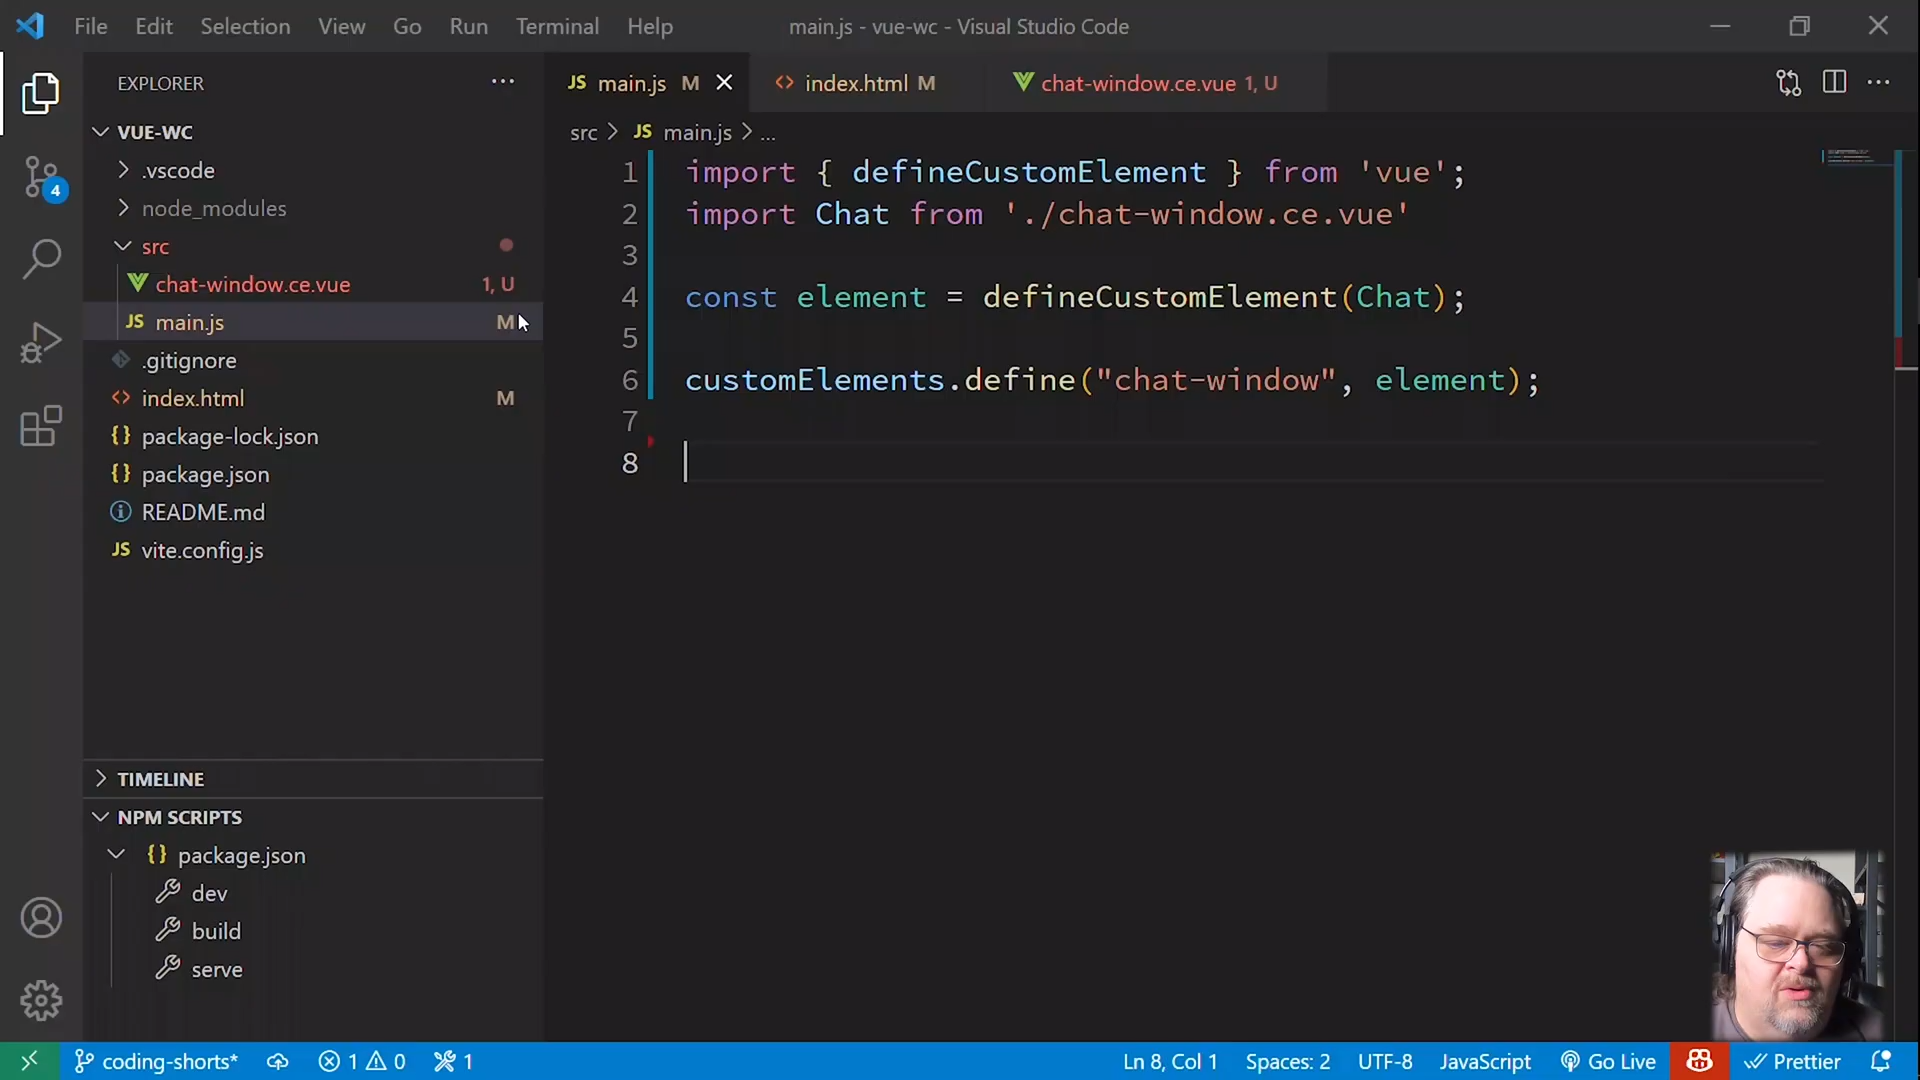 File Edit Selection View Go Run Terminal Help main.js - vue-wc - Visual Studio Code
EXPLORER
JS main.js M
<> index.html M
chat-window.ce.vue 1, U
VUE-WC
.vscode
node_modules
src
chat-window.ce.vue 1, U
JS main.js M
.gitignore
<> index.html M
{} package-lock.json
{} package.json
README.md
JS vite.config.js
TIMELINE
NPM SCRIPTS
{} package.json
dev
build
serve
4
src > JS main.js > ...
1 import { defineCustomElement } from 'vue';
2 import Chat from './chat-window.ce.vue'
3
4 const element = defineCustomElement(Chat);
5
6 customElements.define("chat-window", element);
7
8
coding-shorts* 1 0 1
Ln 8, Col 1 Spaces: 2 UTF-8 JavaScript Go Live Prettier